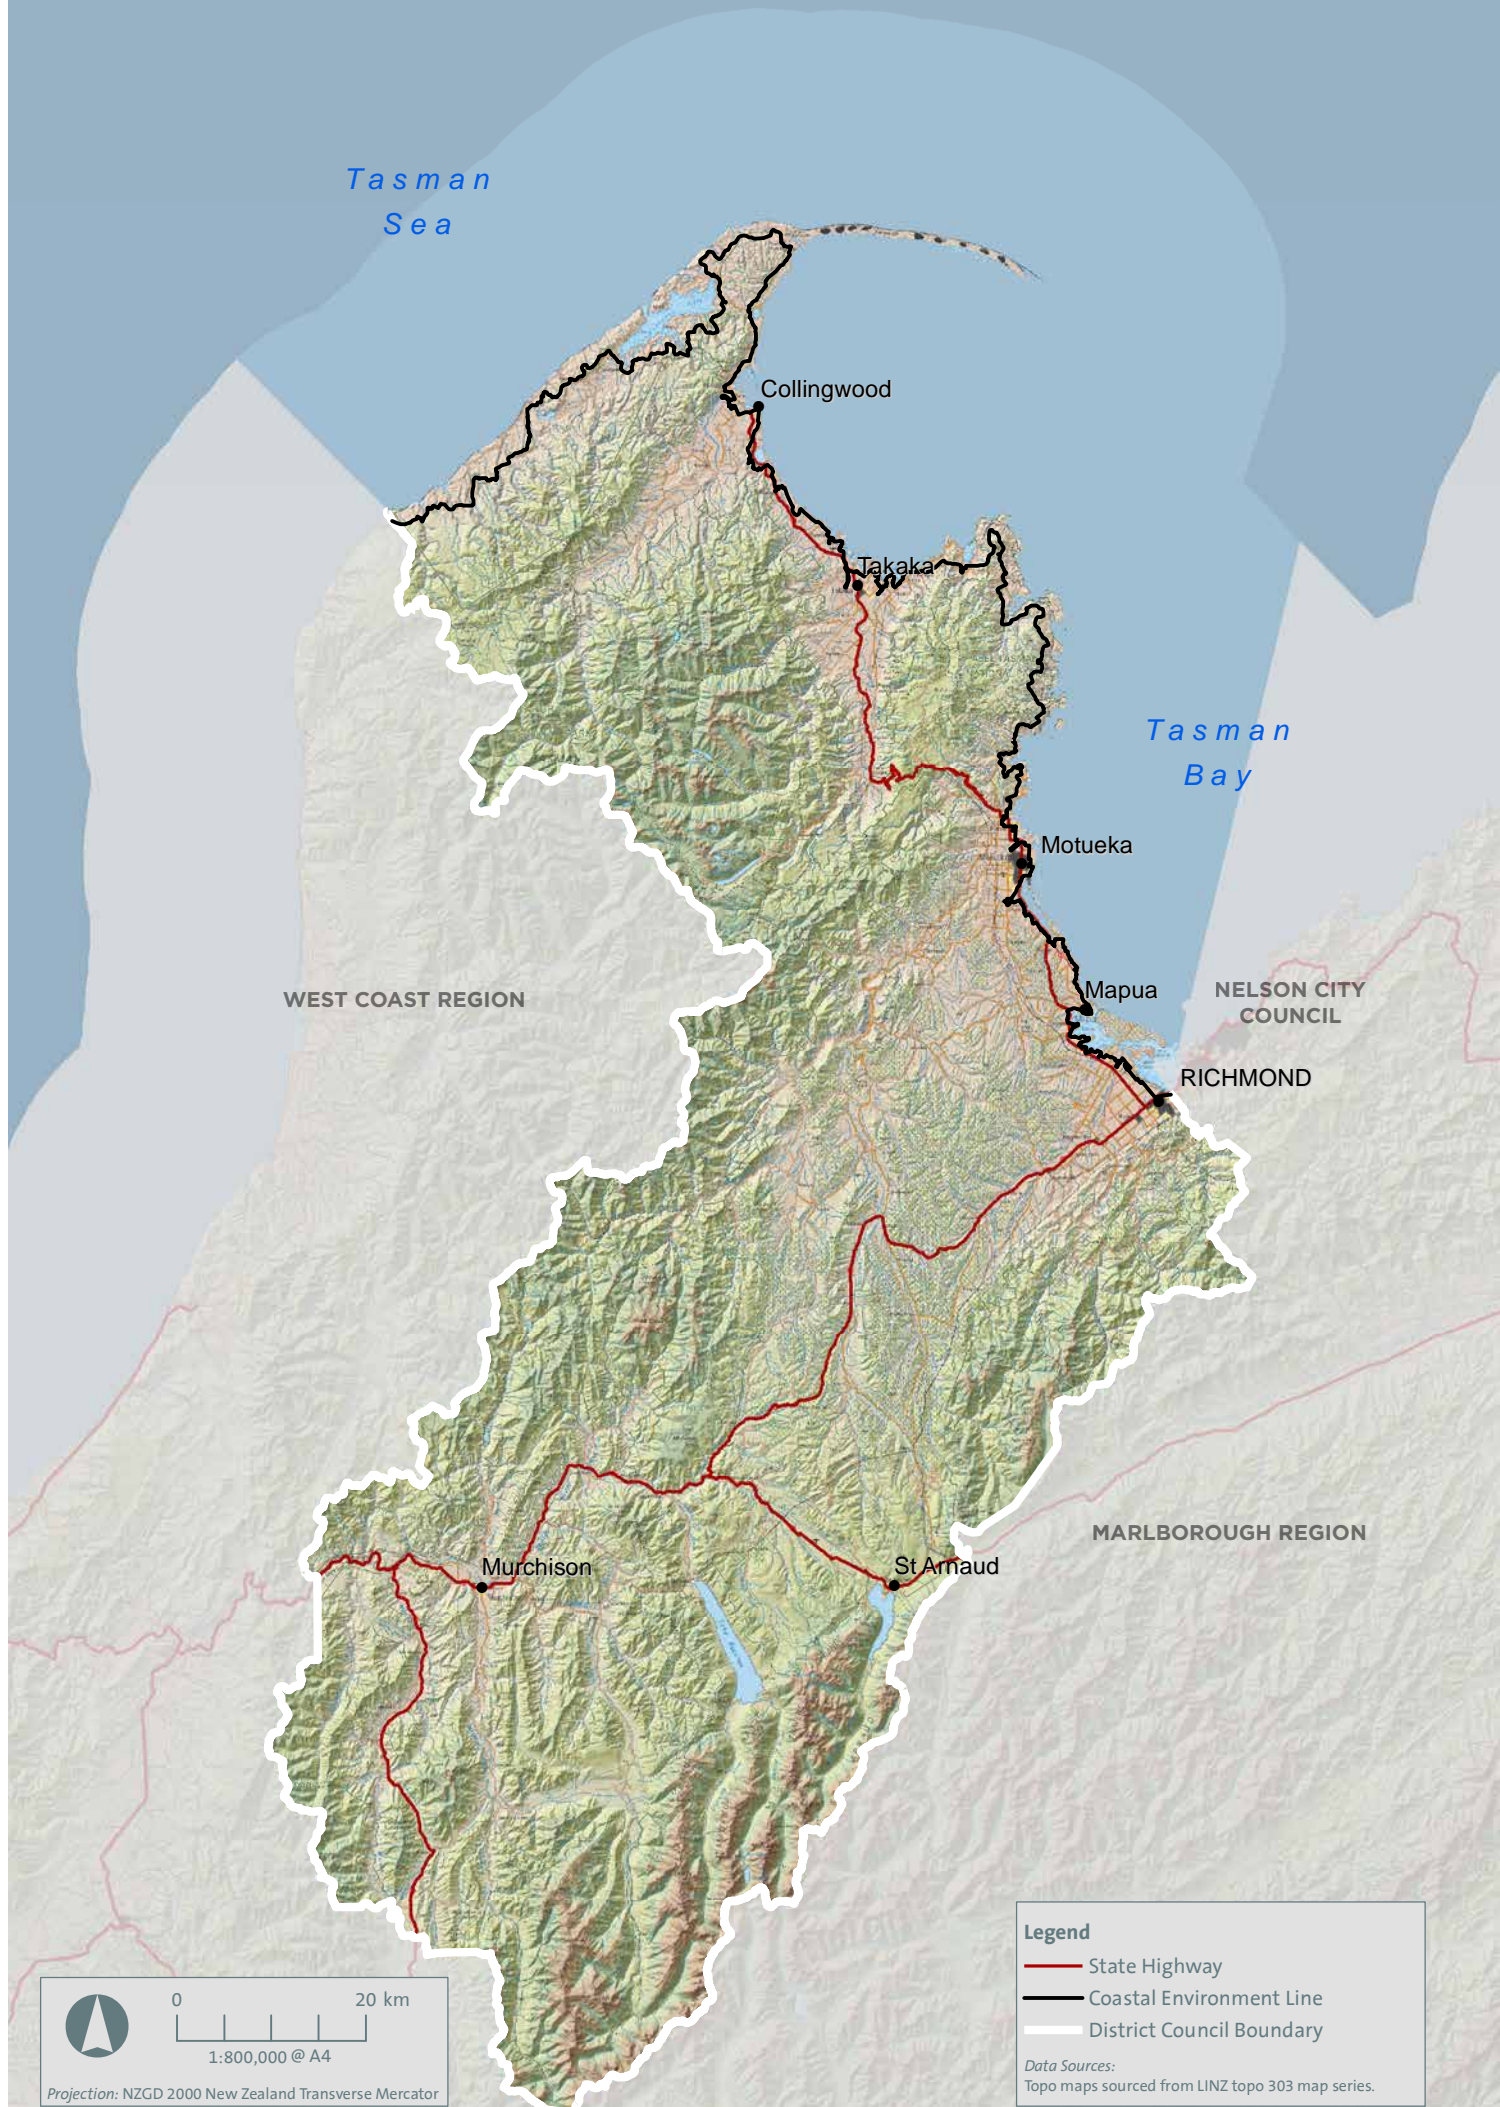 Tasman
Sea
Collingwood
Takaka
Tasman
Bay
Motueka
Mapua
WEST COAST REGION
NELSON CITY
COUNCIL
RICHMOND
MARLBOROUGH REGION
Murchison
St Arnaud
Legend
State Highway
Coastal Environment Line
District Council Boundary
Data Sources:
Topo maps sourced from LINZ topo 303 map series.
0 20 km
1:800,000 @ A4
Projection: NZGD 2000 New Zealand Transverse Mercator